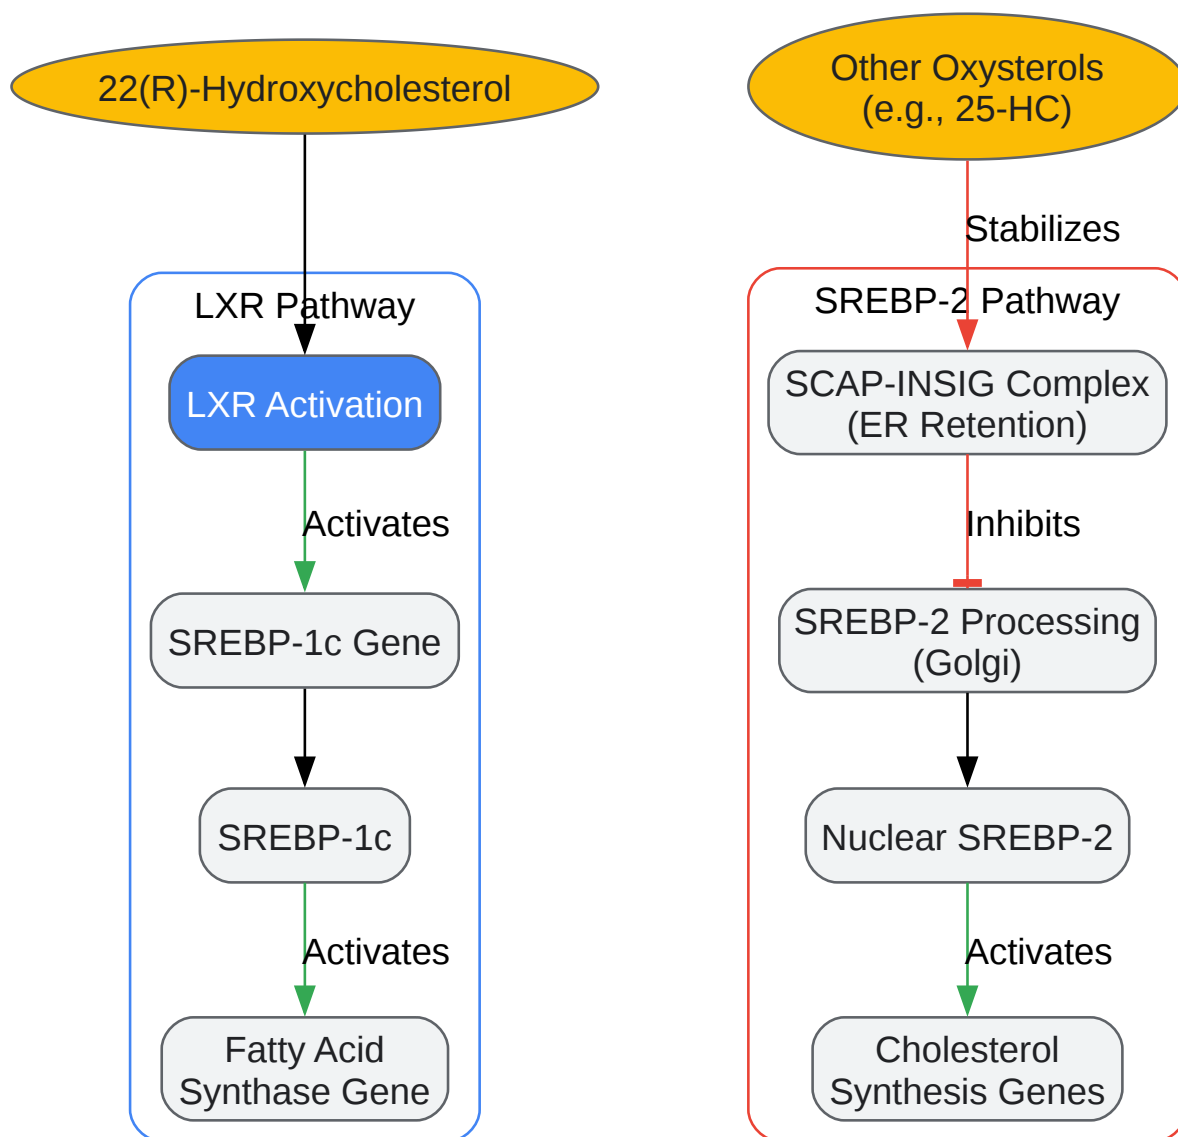 22(R)-Hydroxycholesterol
LXR Pathway
LXR Activation
Activates
SREBP-1c Gene
SREBP-1c
Activates
Fatty Acid
Synthase Gene
Other Oxysterols
(e.g., 25-HC)
Stabilizes
SREBP-2 Pathway
SCAP-INSIG Complex
(ER Retention)
Inhibits
SREBP-2 Processing
(Golgi)
Nuclear SREBP-2
Activates
Cholesterol
Synthesis Genes